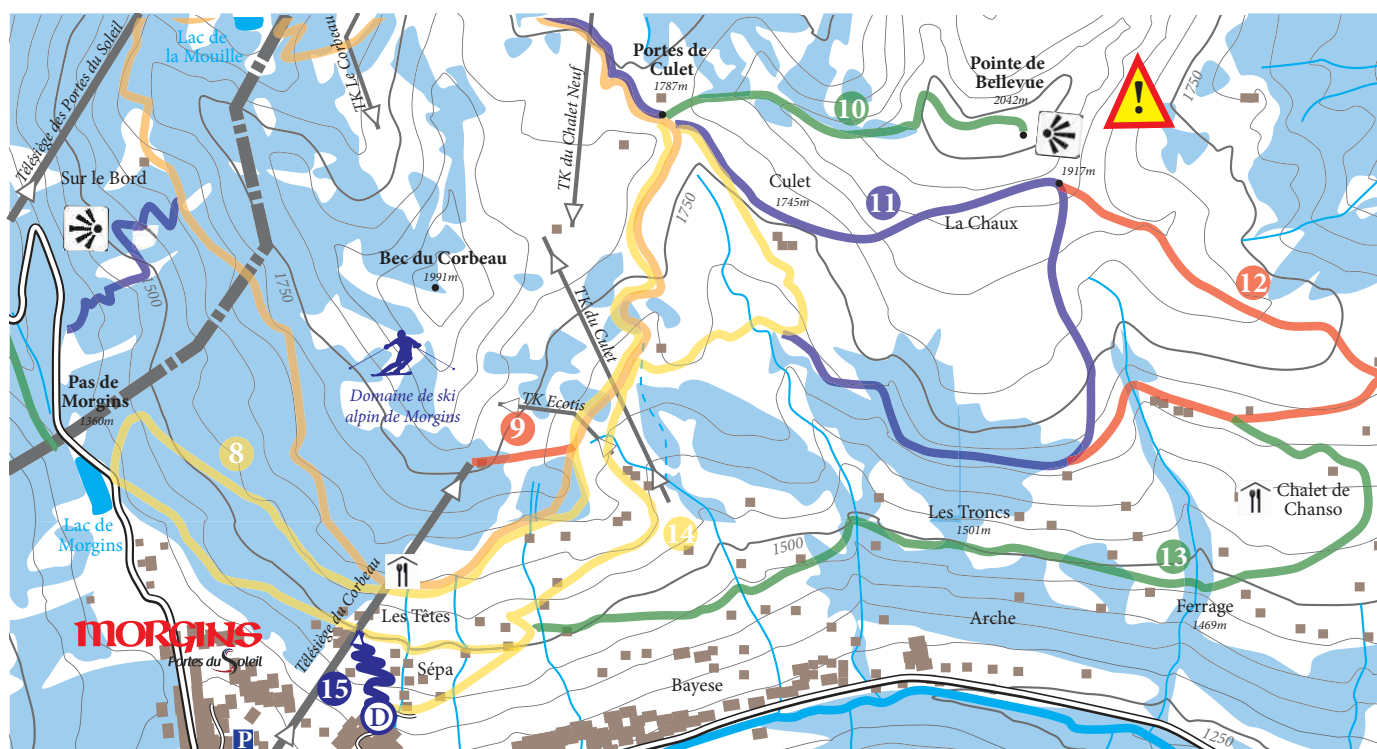 Lac de
la Mouille
Télésiège des Portes du Soleil
TK Le Corbeau
TK du Chalet Neuf
Portes de
Culet
1787m
Pointe de
Bellevue
2042m
!
1750
10
Sur le Bord
1750
Culet
1745m
11
1917m
La Chaux
Bec du Corbeau
1991m
1500
1750
12
TK du Culet
Domaine de ski
alpin de Morgins
Pas de
Morgins
1360m
TK Ecotis
9
8
Lac de
Morgins
14
1500
Les Troncs
1501m
Chalet de
Chanso
13
Télésiège du Corbeau
Les Têtes
Ferrage
1469m
Arche
MORGINS
Portes du Soleil
Sépa
15
Bayese
D
P
1250